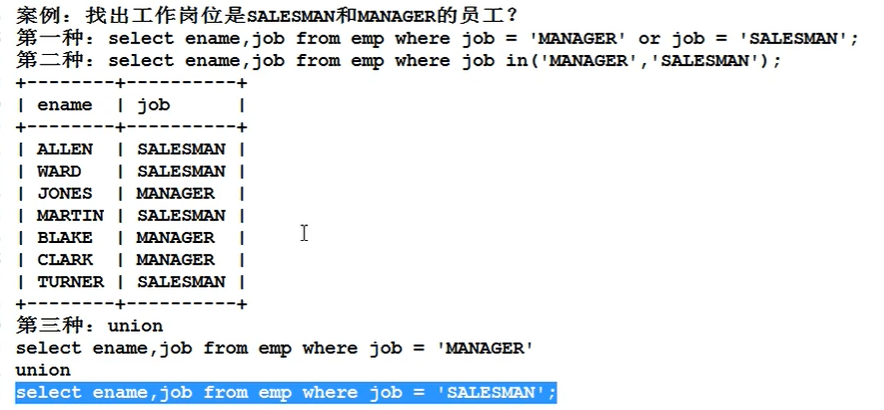 案例：找出工作岗位是SALESMAN和MANAGER的员工？
第一种：select ename,job from emp where job = 'MANAGER' or job = 'SALESMAN';
第二种：select ename,job from emp where job in('MANAGER','SALESMAN');
+--------+----------+
| ename  | job      |
+--------+----------+
| ALLEN  | SALESMAN |
| WARD   | SALESMAN |
| JONES  | MANAGER  |
| MARTIN | SALESMAN |
| BLAKE  | MANAGER  |
| CLARK  | MANAGER  |
| TURNER | SALESMAN |
+--------+----------+
第三种：union
select ename,job from emp where job = 'MANAGER'
union
select ename,job from emp where job = 'SALESMAN';